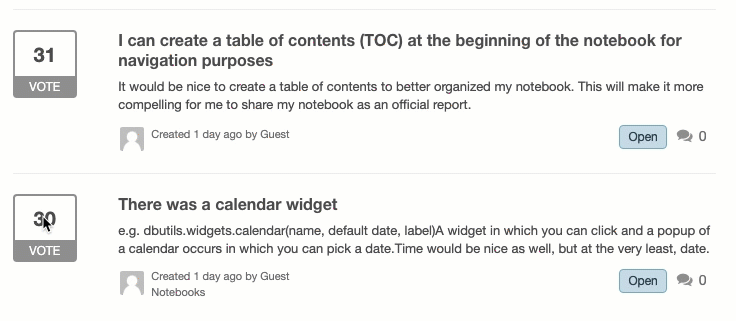 31
VOTE
I can create a table of contents (TOC) at the beginning of the notebook for
navigation purposes
It would be nice to create a table of contents to better organized my notebook. This will make it more
compelling for me to share my notebook as an official report.
Created 1 day ago by Guest
Open
0
30
VOTE
There was a calendar widget
e.g. dbutils.widgets.calendar(name, default date, label)A widget in which you can click and a popup of
a calendar occurs in which you can pick a date.Time would be nice as well, but at the very least, date.
Created 1 day ago by Guest
Notebooks
Open
0